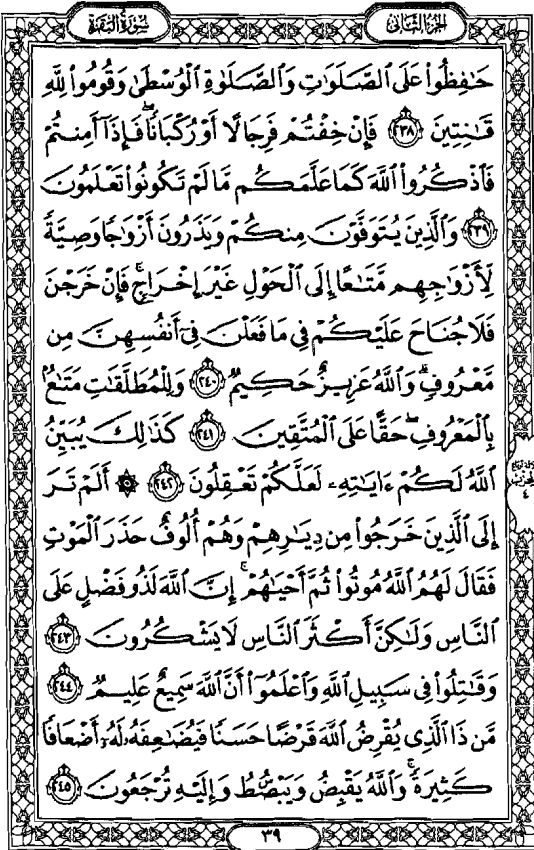 سُورَةُ البَقَرَةِ
الجُزْءُ الثَّانِي
حَٰفِظُوا۟ عَلَى ٱلصَّلَوَٰتِ وَٱلصَّلَوٰةِ ٱلْوُسْطَىٰ وَقُومُوا۟ لِلَّهِ
قَٰنِتِينَ ٢٣٨ فَإِنْ خِفْتُمْ فَرِجَالًا أَوْ رُكْبَانًا ۖ فَإِذَآ أَمِنتُمْ
فَٱذْكُرُوا۟ ٱللَّهَ كَمَا عَلَّمَكُم مَّا لَمْ تَكُونُوا۟ تَعْلَمُونَ
٢٣٩ وَٱلَّذِينَ يُتَوَفَّوْنَ مِنكُمْ وَيَذَرُونَ أَزْوَٰجًا وَصِيَّةً
لِّأَزْوَٰجِهِم مَّتَٰعًا إِلَى ٱلْحَوْلِ غَيْرَ إِخْرَاجٍ ۚ فَإِنْ خَرَجْنَ
فَلَا جُنَاحَ عَلَيْكُمْ فِى مَا فَعَلْنَ فِىٓ أَنفُسِهِنَّ مِن
مَّعْرُوفٍ ۗ وَٱللَّهُ عَزِيزٌ حَكِيمٌ ٢٤٠ وَلِلْمُطَلَّقَٰتِ مَتَٰعٌۢ
بِٱلْمَعْرُوفِ ۖ حَقًّا عَلَى ٱلْمُتَّقِينَ ٢٤١ كَذَٰلِكَ يُبَيِّنُ
ٱللَّهُ لَكُمْ ءَايَٰتِهِۦ لَعَلَّكُمْ تَعْقِلُونَ ٢٤٢ ۞ أَلَمْ تَرَ
إِلَى ٱلَّذِينَ خَرَجُوا۟ مِن دِيَٰرِهِمْ وَهُمْ أُلُوفٌ حَذَرَ ٱلْمَوْتِ
فَقَالَ لَهُمُ ٱللَّهُ مُوتُوا۟ ثُمَّ أَحْيَٰهُمْ ۚ إِنَّ ٱللَّهَ لَذُو فَضْلٍ عَلَى
ٱلنَّاسِ وَلَٰكِنَّ أَكْثَرَ ٱلنَّاسِ لَا يَشْكُرُونَ ٢٤٣
وَقَٰتِلُوا۟ فِى سَبِيلِ ٱللَّهِ وَٱعْلَمُوٓا۟ أَنَّ ٱللَّهَ سَمِيعٌ عَلِيمٌ ٢٤٤
مَّن ذَا ٱلَّذِى يُقْرِضُ ٱللَّهَ قَرْضًا حَسَنًا فَيُضَٰعِفَهُۥ لَهُۥٓ أَضْعَافًا
كَثِيرَةً ۚ وَٱللَّهُ يَقْبِضُ وَيَبْصُۜطُ وَإِلَيْهِ تُرْجَعُونَ ٢٤٥
٣٩